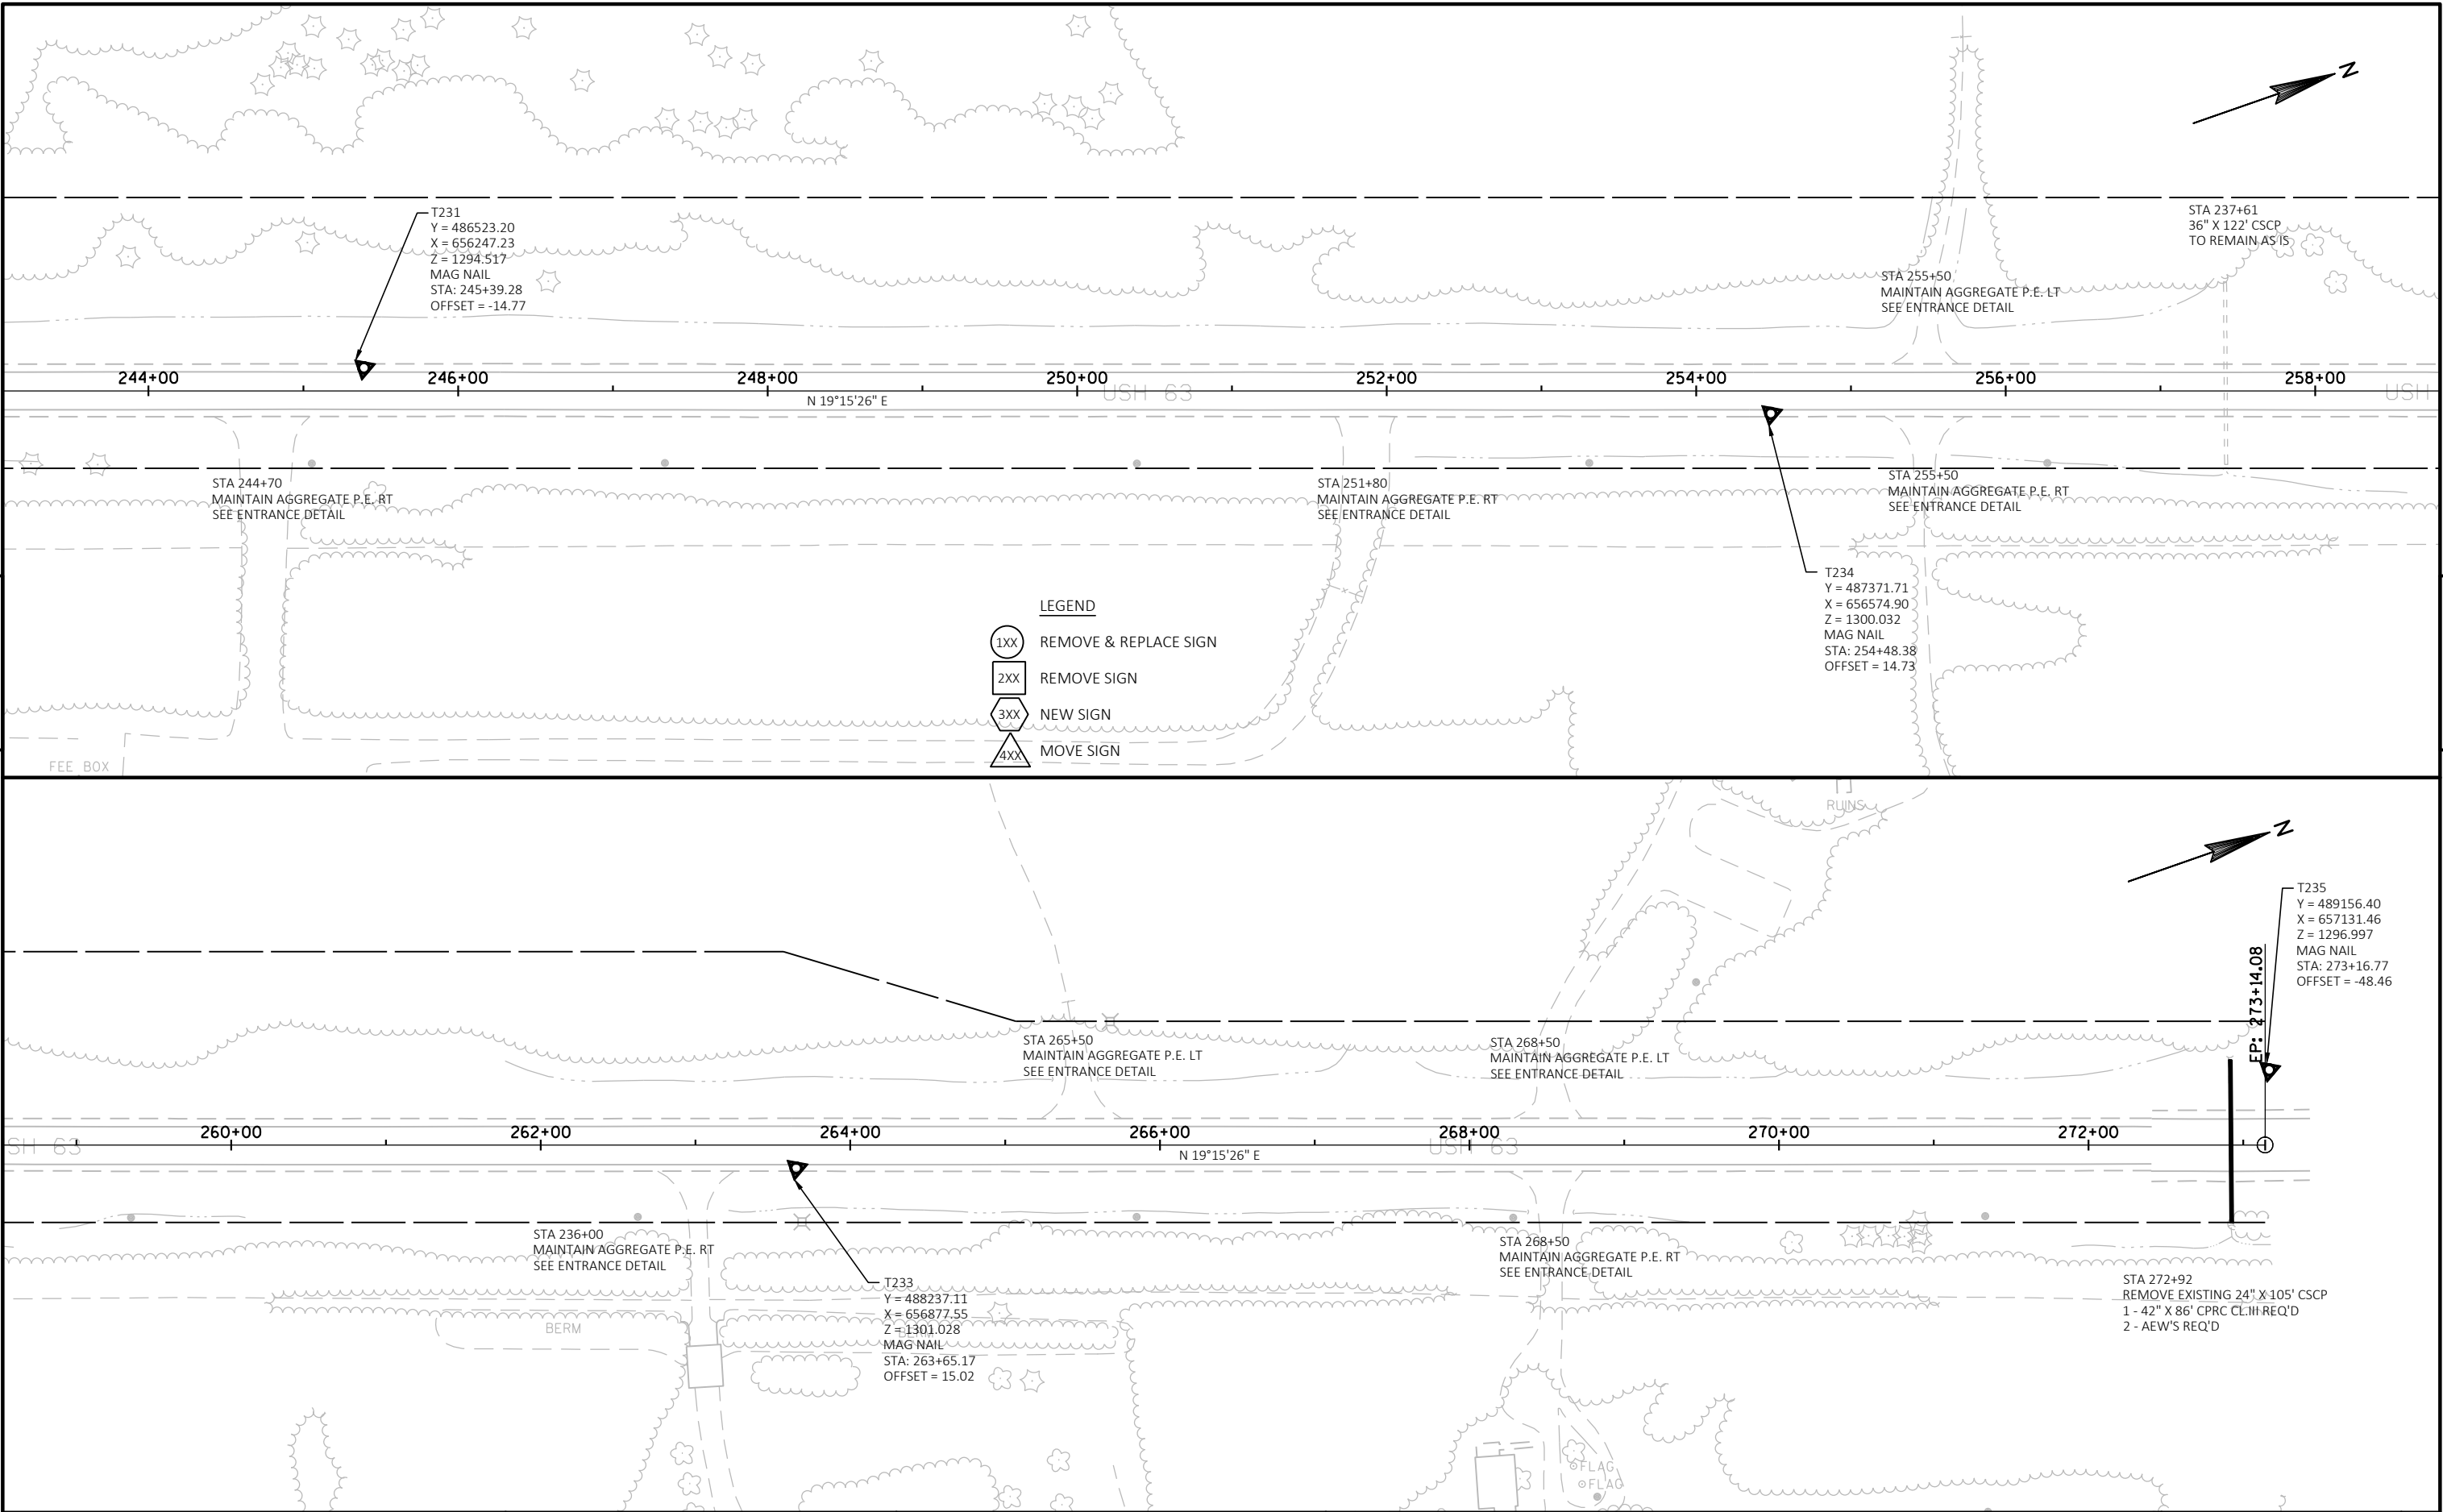 N
T231
Y = 486523.20
X = 656247.23
Z = 1294.517
MAG NAIL
STA: 245+39.28
OFFSET = -14.77
STA 237+61
36" X 122' CSCP
TO REMAIN AS IS
STA 255+50
MAINTAIN AGGREGATE P.E. LT
SEE ENTRANCE DETAIL
244+00
246+00
248+00
250+00
252+00
254+00
256+00
258+00
N 19°15'26" E
USH 63
USH
STA 244+70
MAINTAIN AGGREGATE P.E. RT
SEE ENTRANCE DETAIL
STA 251+80
MAINTAIN AGGREGATE P.E. RT
SEE ENTRANCE DETAIL
STA 255+50
MAINTAIN AGGREGATE P.E. RT
SEE ENTRANCE DETAIL
T234
Y = 487371.71
X = 656574.90
Z = 1300.032
MAG NAIL
STA: 254+48.38
OFFSET = 14.73
LEGEND
1XX REMOVE & REPLACE SIGN
2XX REMOVE SIGN
3XX NEW SIGN
4XX MOVE SIGN
FEE BOX
RUINS
N
T235
Y = 489156.40
X = 657131.46
Z = 1296.997
MAG NAIL
STA: 273+16.77
OFFSET = -48.46
EP: 273+14.08
STA 265+50
MAINTAIN AGGREGATE P.E. LT
SEE ENTRANCE DETAIL
STA 268+50
MAINTAIN AGGREGATE P.E. LT
SEE ENTRANCE DETAIL
260+00
262+00
264+00
266+00
268+00
270+00
272+00
SH 63
N 19°15'26" E
USH 63
STA 236+00
MAINTAIN AGGREGATE P.E. RT
SEE ENTRANCE DETAIL
STA 268+50
MAINTAIN AGGREGATE P.E. RT
SEE ENTRANCE DETAIL
T233
Y = 488237.11
X = 656877.55
Z = 1301.028
MAG NAIL
STA: 263+65.17
OFFSET = 15.02
STA 272+92
REMOVE EXISTING 24" X 105' CSCP
1 - 42" X 86' CPRC CL.III REQ'D
2 - AEW'S REQ'D
BERM
BERM
FLAG
FLAG